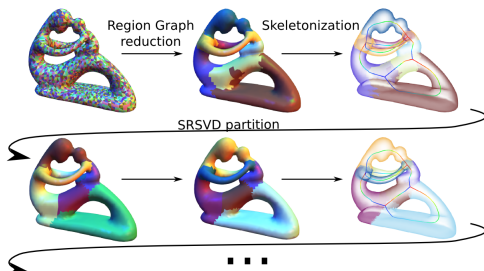 Region Graph
reduction
Skeletonization
SRSVD partition
...